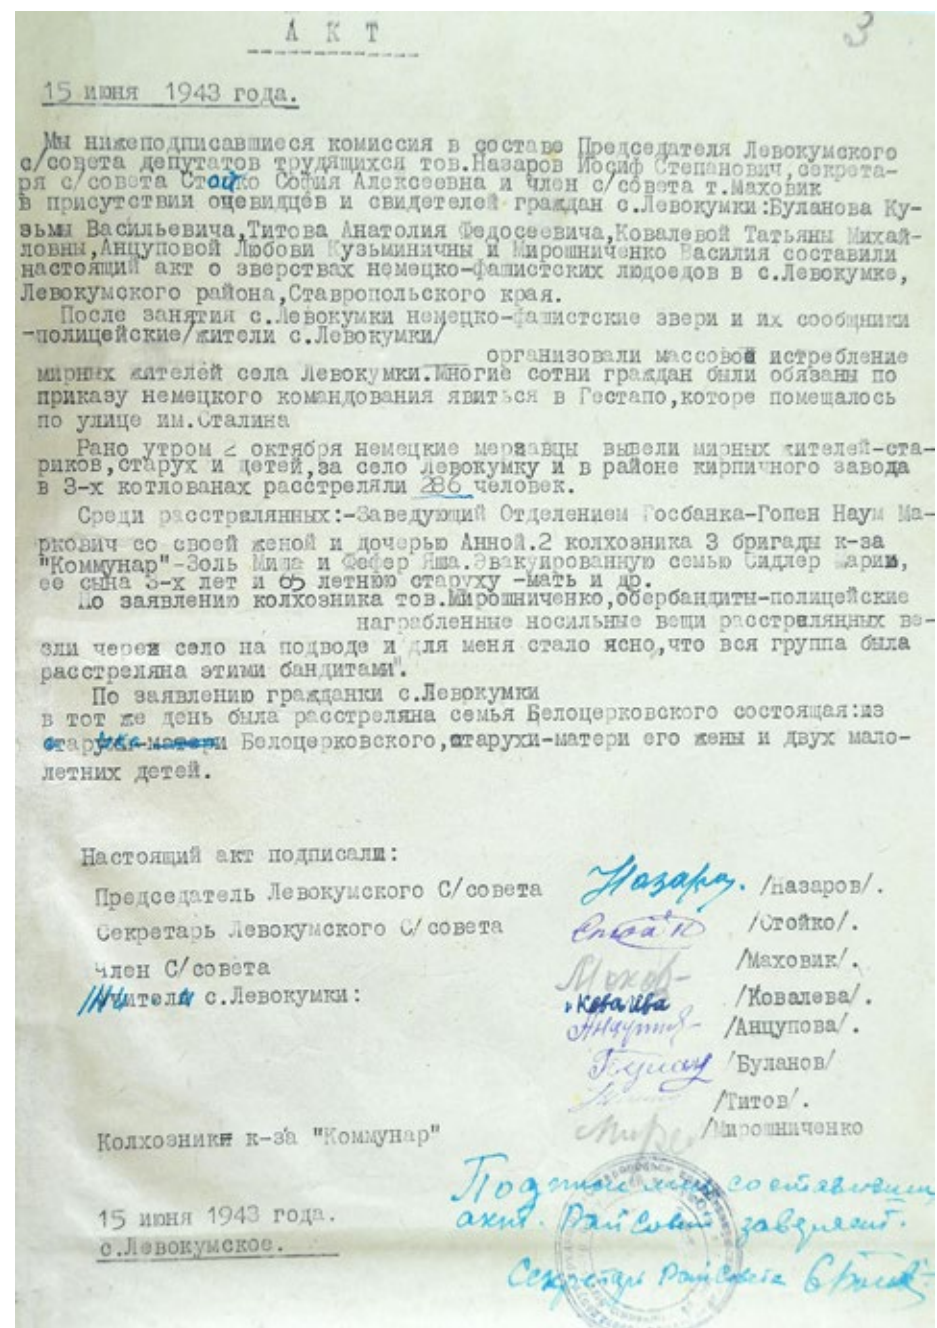 А К Т
3
15 июня 1943 года.
Мы нижеподписавшиеся комиссия в составе Председателя Левокумского
с/совета депутатов трудящихся тов.Назаров Иосиф Степанович,секрета-
ря с/совета Стойко София Алексеевна и член с/совета т.Маховик
в присутствии очевидцев и свидетелей граждан с.Левокумки:Буланова Ку-
зьмы Васильевича,Титова Анатолия Федосеевича,Ковалевой Татьяны Михай-
ловны,Анцуповой Любови Кузьминичны и Мирошниченко Василия составили
настоящий акт о зверствах немецко-фашистских людоедов в с.Левокумке,
Левокумского района,Ставропольского края.
После занятия с.Левокумки немецко-фашистские звери и их сообщники
-полицейские/жители с.Левокумки/
организовали массовой истребление
мирных жителей села Левокумки.Многие сотни граждан были обязаны по
приказу немецкого командования явиться в Гестапо,которе помещалось
по улице им.Сталина
Рано утром 2 октября немецкие мерзавцы вывели мирных жителей-ста-
риков,старух и детей,за село Левокумку и в районе кирпичного завода
в 3-х котлованах расстреляли 286 человек.
Среди расстрялянных:-Заведующий Отделением Госбанка-Гопен Наум Ма-
ркович со своей женой и дочерью Анной.2 колхозника 3 бригады к-за
"Коммунар"-Золь Миша и Фефер Яша.Эвакуированную семью Сидлер Марии,
ее сына 3-х лет и 65 летнюю старуху -мать и др.
По заявлению колхозника тов.Мирошниченко,обербандиты-полицейские
награбленные носильные вещи расстрелянных ве-
зли через село на подводе и для меня стало ясно,что вся группа была
расстреляна этими бандитами".
По заявлению гражданки с.Левокумки
в тот же день была расстреляна семья Белоцерковского состоящая:из
Белоцерковского,старухи-матери его жены и двух мало-
летних детей.
Настоящий акт подписали:
Председатель Левокумского С/совета Назаров. /Назаров/.
Секретарь Левокумского С/совета /Стойко/.
Член С/совета /Маховик/.
с.Левокумки: Ковалева /Ковалева/.
/Анцупова/.
/Буланов/
/Титов/.
Колхозники к-за "Коммунар" /Мирошниченко
составивших
15 июня 1943 года.
акт. Райсовет заверяет.
с.Левокумское.
Секретарь Райсовета